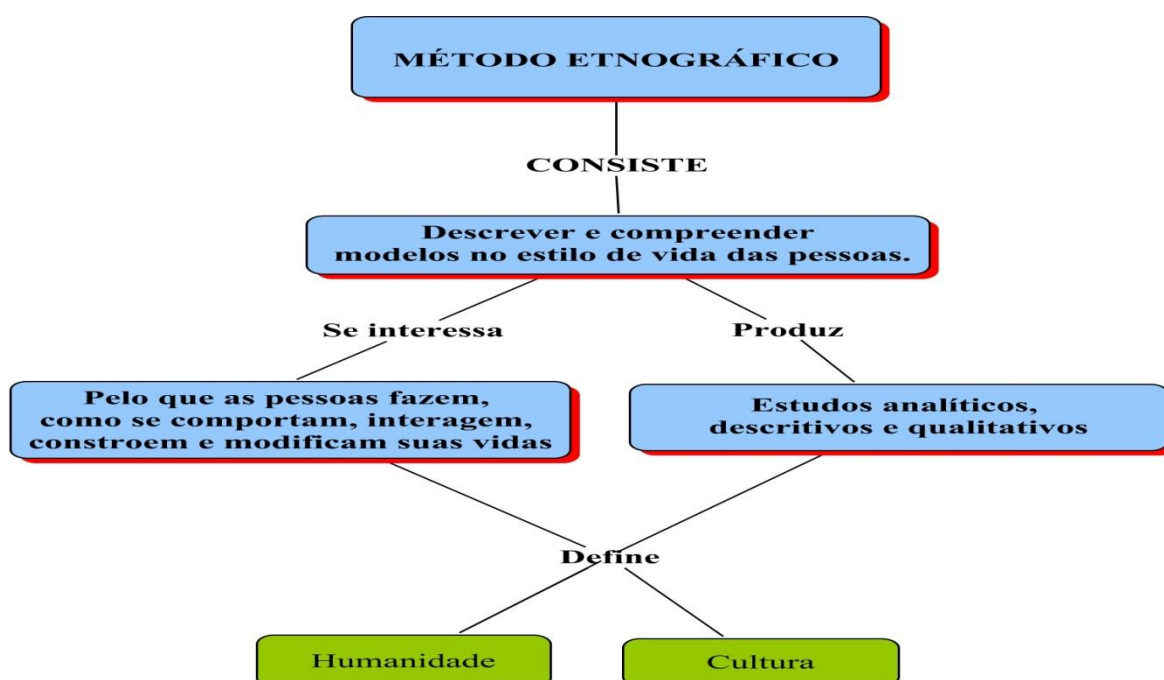 MÉTODO ETNOGRÁFICO
CONSISTE
Descrever e compreender
modelos no estilo de vida das pessoas.
Se interessa
Produz
Pelo que as pessoas fazem,
como se comportam, interagem,
constroem e modificam suas vidas
Estudos analíticos,
descritivos e qualitativos
Define
Humanidade
Cultura